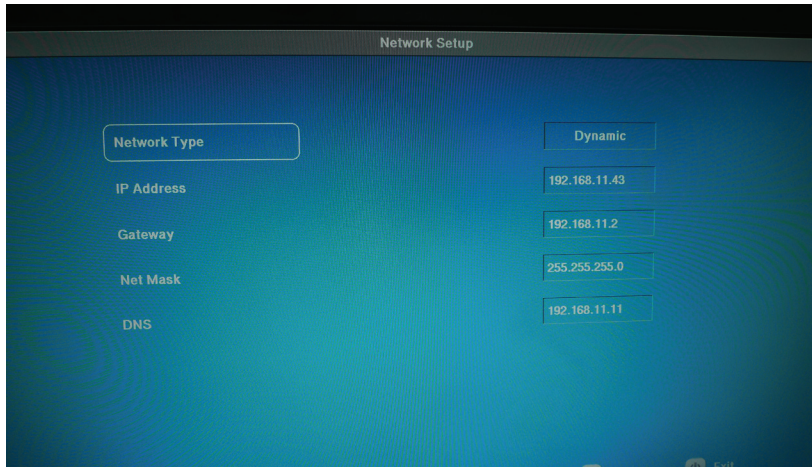 Network Setup
Network Type Dynamic
IP Address 192.168.11.43
Gateway 192.168.11.2
Net Mask 255.255.255.0
DNS 192.168.11.11
Exit